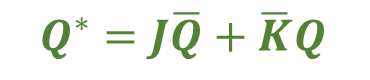 Q* = JQ̅ + K̅Q